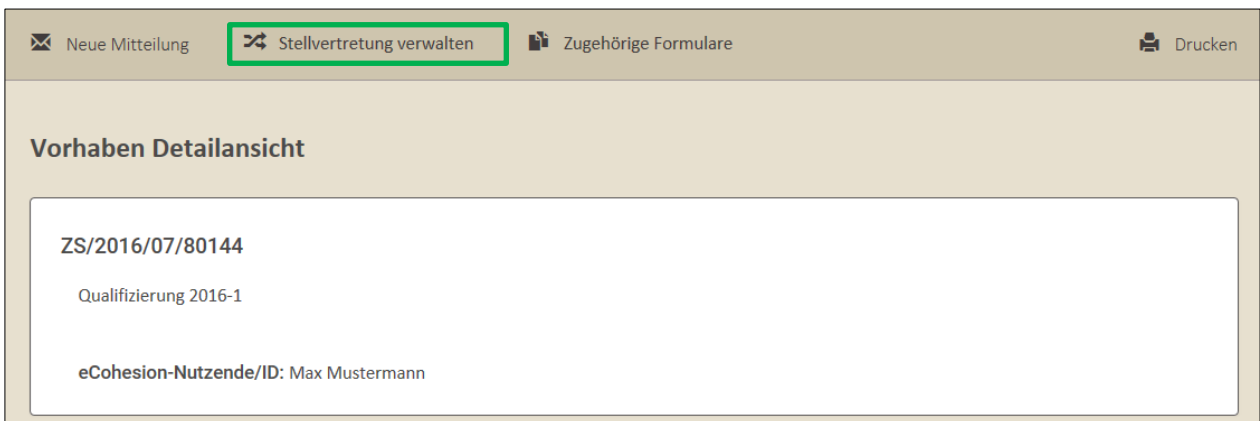 Neue Mitteilung Stellvertretung verwalten Zugehörige Formulare Drucken
Vorhaben Detailansicht
ZS/2016/07/80144
Qualifizierung 2016-1
eCohesion-Nutzende/ID: Max Mustermann